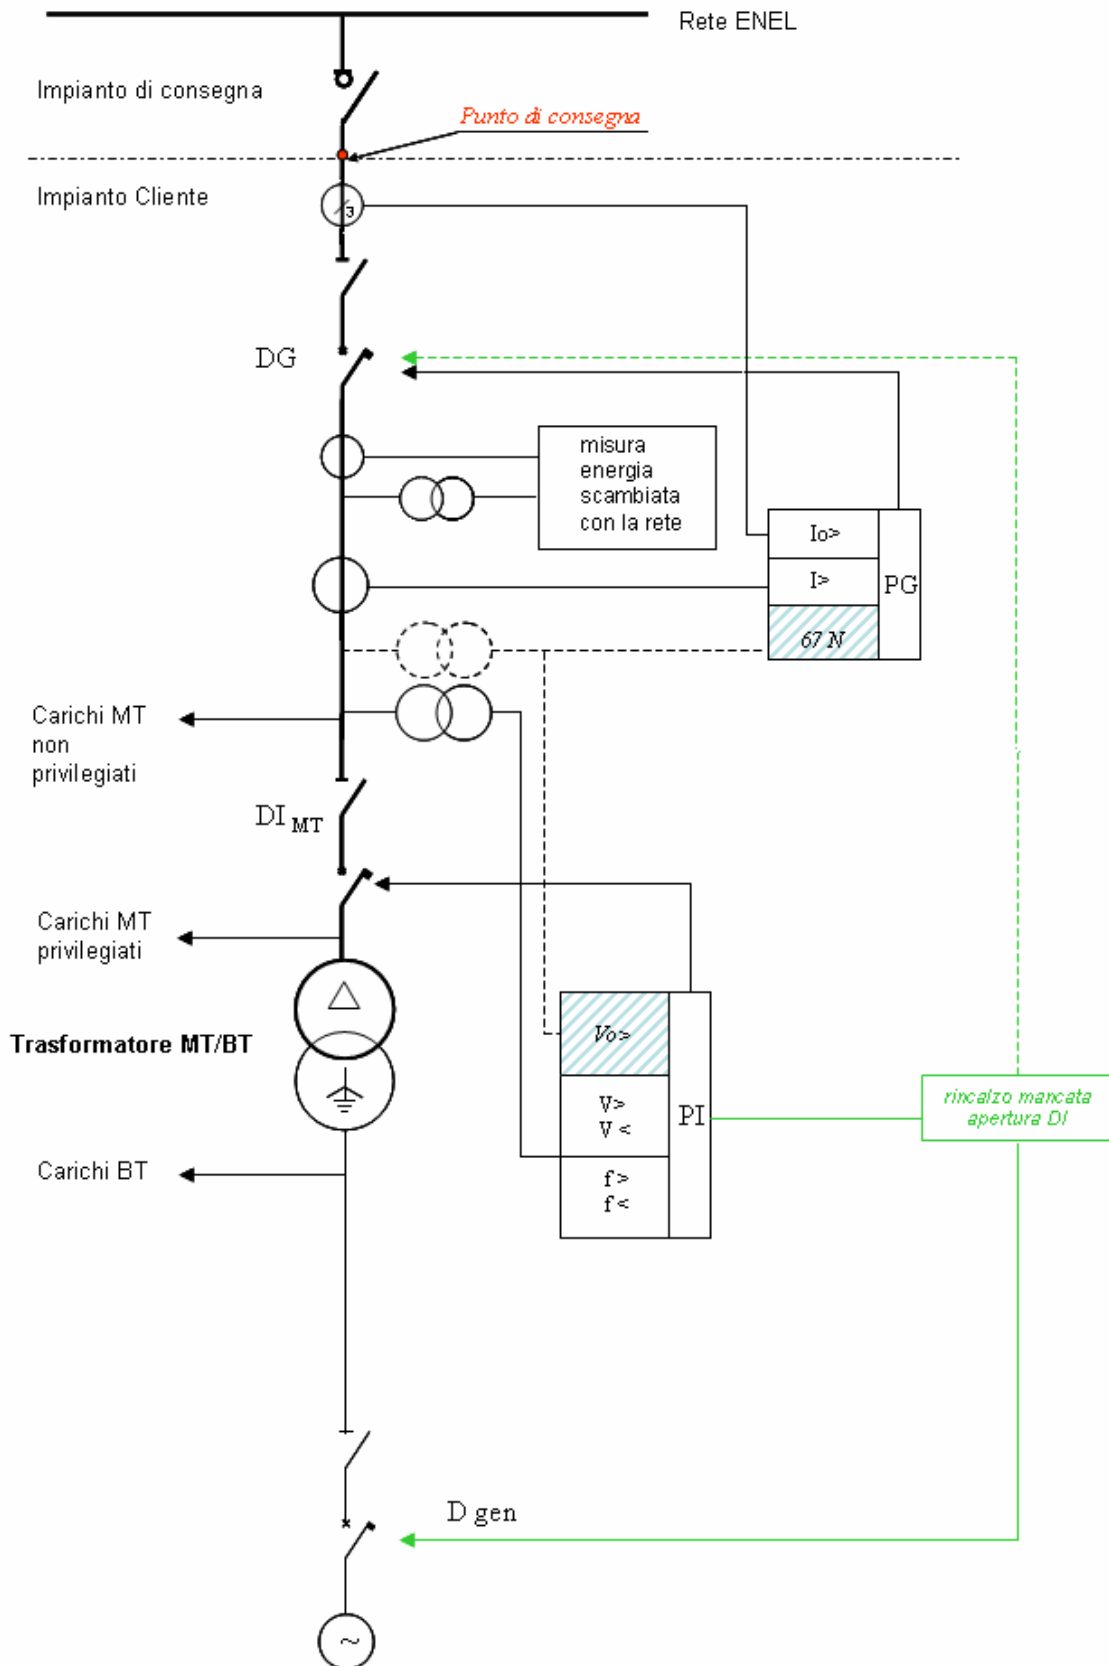 Rete ENEL
Impianto di consegna
Punto di consegna
Impianto Cliente
3
DG
misura
energia
scambiata
con la rete
Io>
I>
PG
67 N
Carichi MT
non
privilegiati
DI MT
Carichi MT
privilegiati
Trasformatore MT/BT
Vo>
V>
V <
PI
f >
f <
rincalzo mancata
apertura DI
Carichi BT
D gen
~